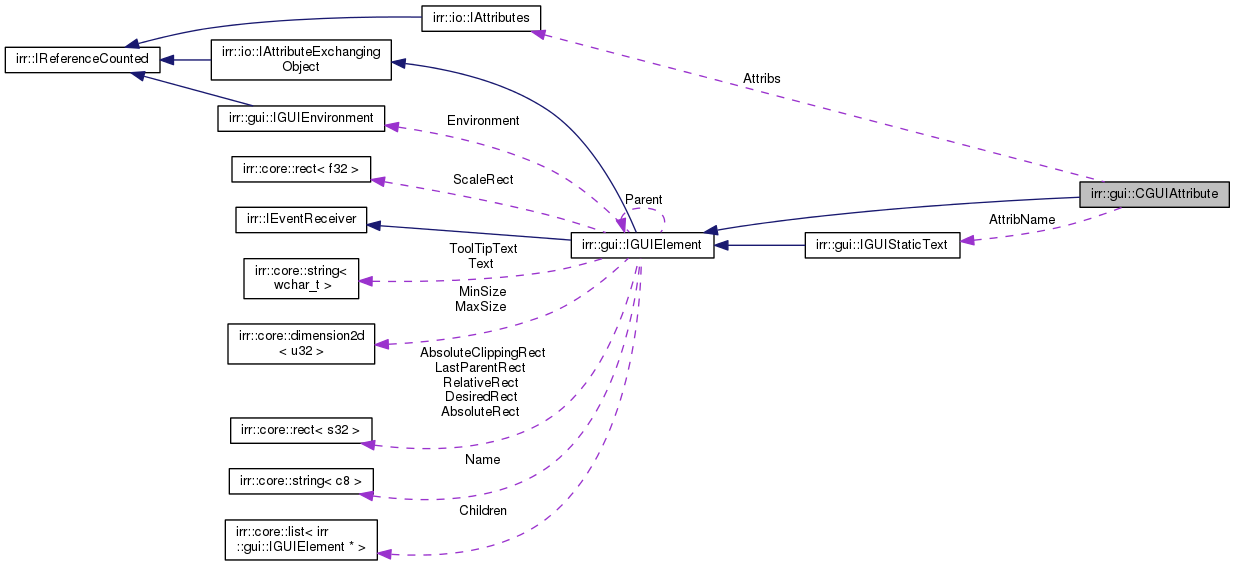 irr::io::IAttributes
irr::IReferenceCounted
irr::io::IAttributeExchanging
Object
Attribs
irr::gui::IGUIEnvironment
Environment
irr::core::rect< f32 >
ScaleRect
irr::gui::CGUIAttribute
Parent
irr::IEventReceiver
AttribName
irr::gui::IGUIElement
irr::gui::IGUIStaticText
ToolTipText
Text
irr::core::string<
wchar_t >
MinSize
MaxSize
irr::core::dimension2d
< u32 >
AbsoluteClippingRect
LastParentRect
RelativeRect
DesiredRect
AbsoluteRect
irr::core::rect< s32 >
Name
irr::core::string< c8 >
Children
irr::core::list< irr
::gui::IGUIElement * >